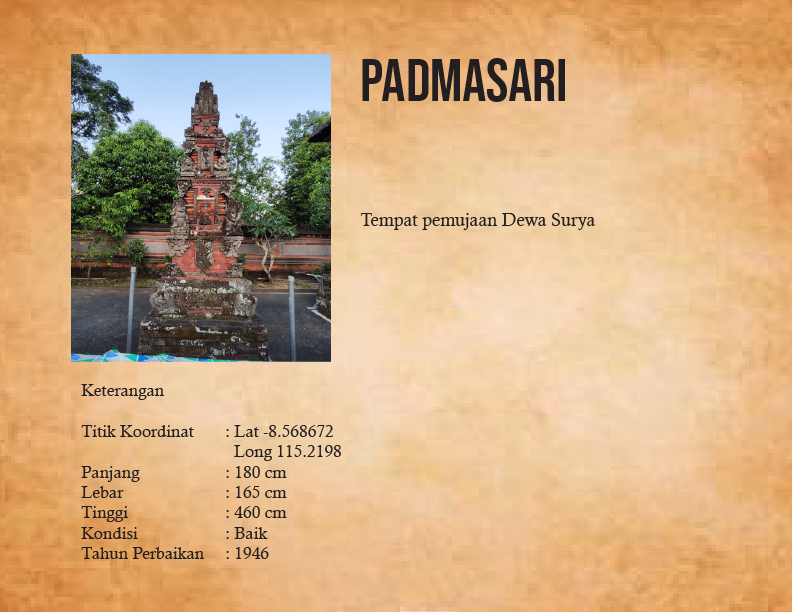 PADMASARI
Tempat pemujaan Dewa Surya
Keterangan
Titik Koordinat : Lat -8.568672
Long 115.2198
Panjang : 180 cm
Lebar : 165 cm
Tinggi : 460 cm
Kondisi : Baik
Tahun Perbaikan : 1946